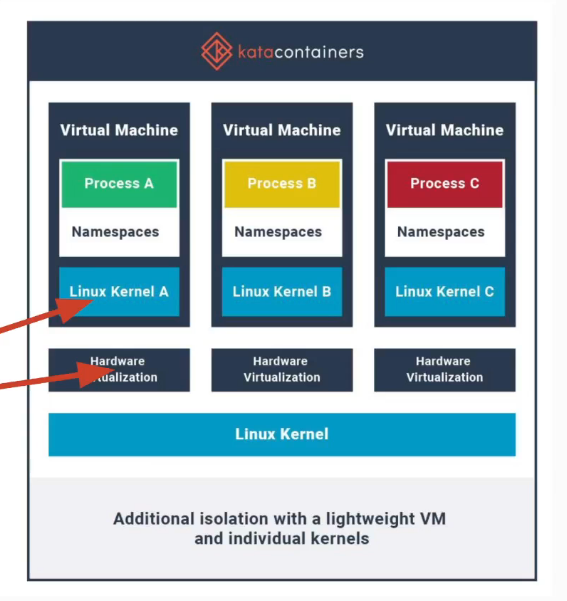 katacontainers
Virtual Machine
Virtual Machine
Virtual Machine
Process A
Process B
Process C
Namespaces
Namespaces
Namespaces
Linux Kernel A
Linux Kernel B
Linux Kernel C
Hardware
Hardware
Hardware
Virtualization
Virtualization
Virtualization
Linux Kernel
Additional isolation with a lightweight VM
and individual kernels